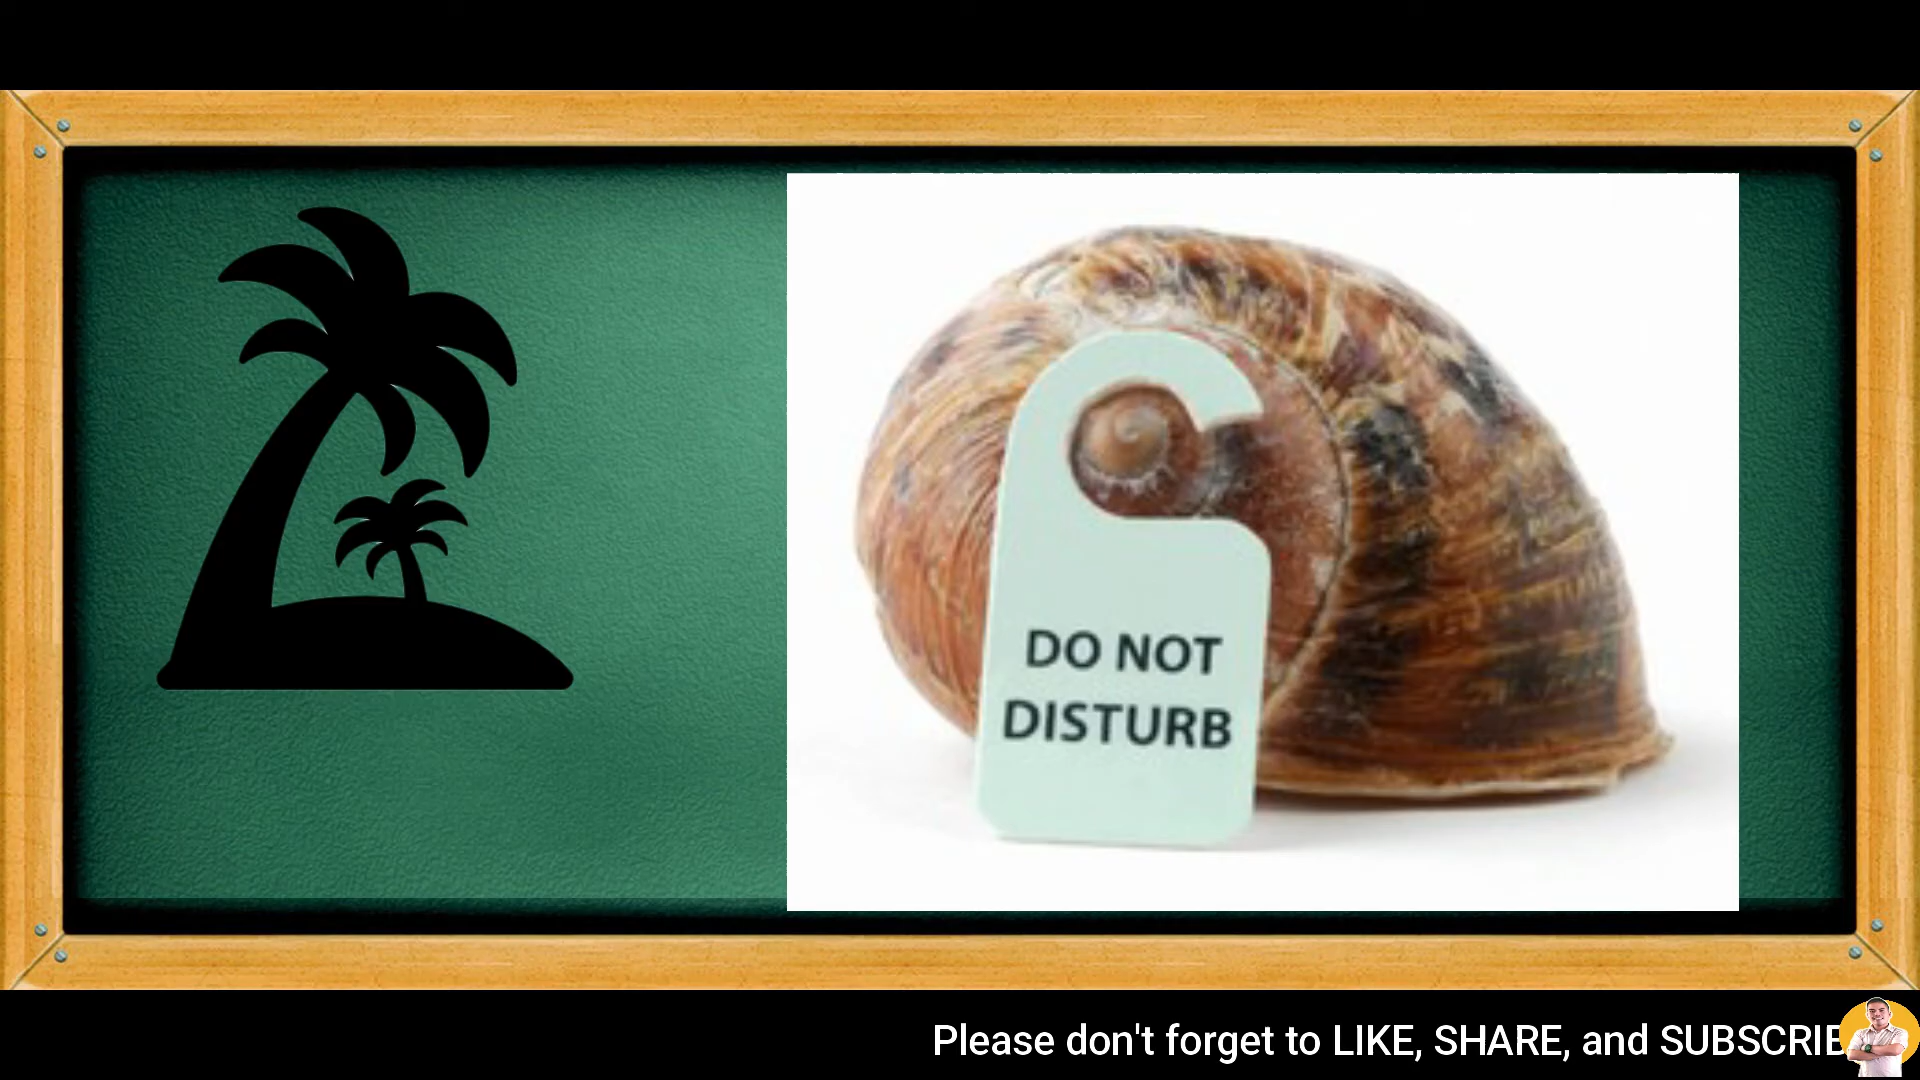 DO NOT
DISTURB
Please don't forget to LIKE, SHARE, and SUBSCRIB